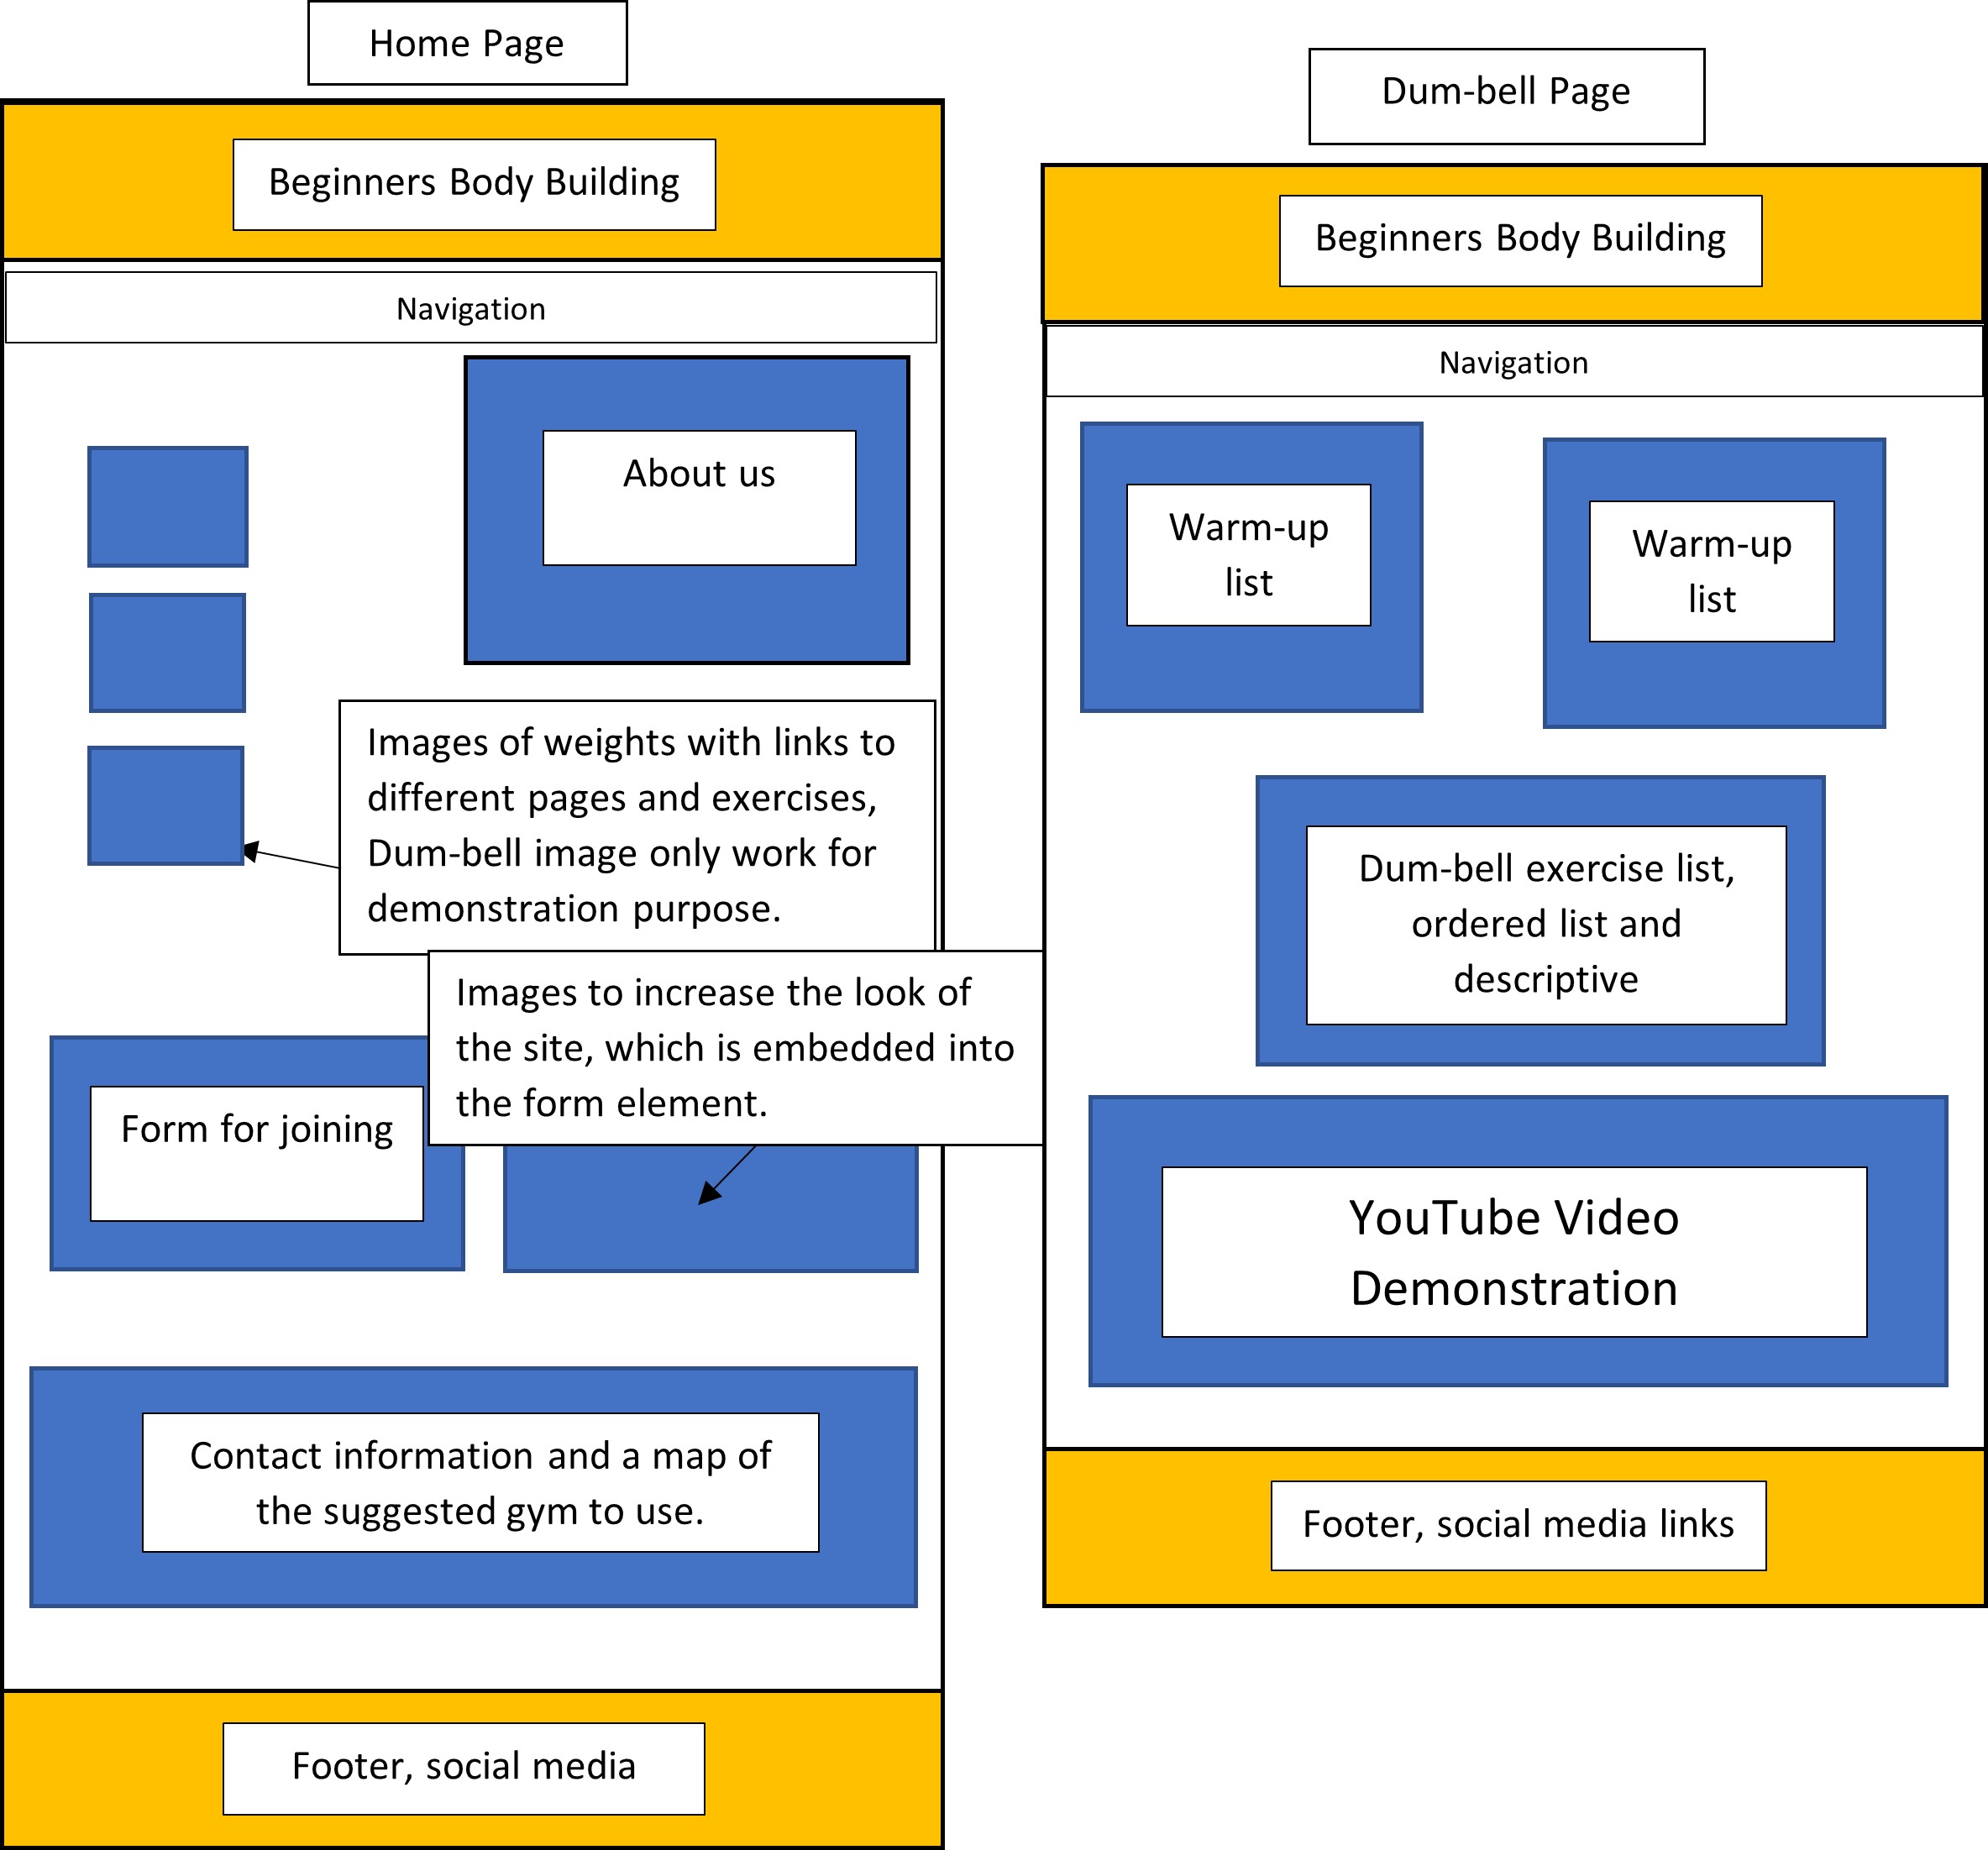 Home Page
Beginners Body Building
Navigation
About us
Images of weights with links to
different pages and exercises,
Dum-bell image only work for
demonstration purpose.
Images to increase the look of
the site, which is embedded into
the form element.
Form for joining
Contact information and a map of
the suggested gym to use.
Footer, social media
Dum-bell Page
Beginners Body Building
Navigation
Warm-up
list
Warm-up
list
Dum-bell exercise list,
ordered list and
descriptive
YouTube Video
Demonstration
Footer, social media links